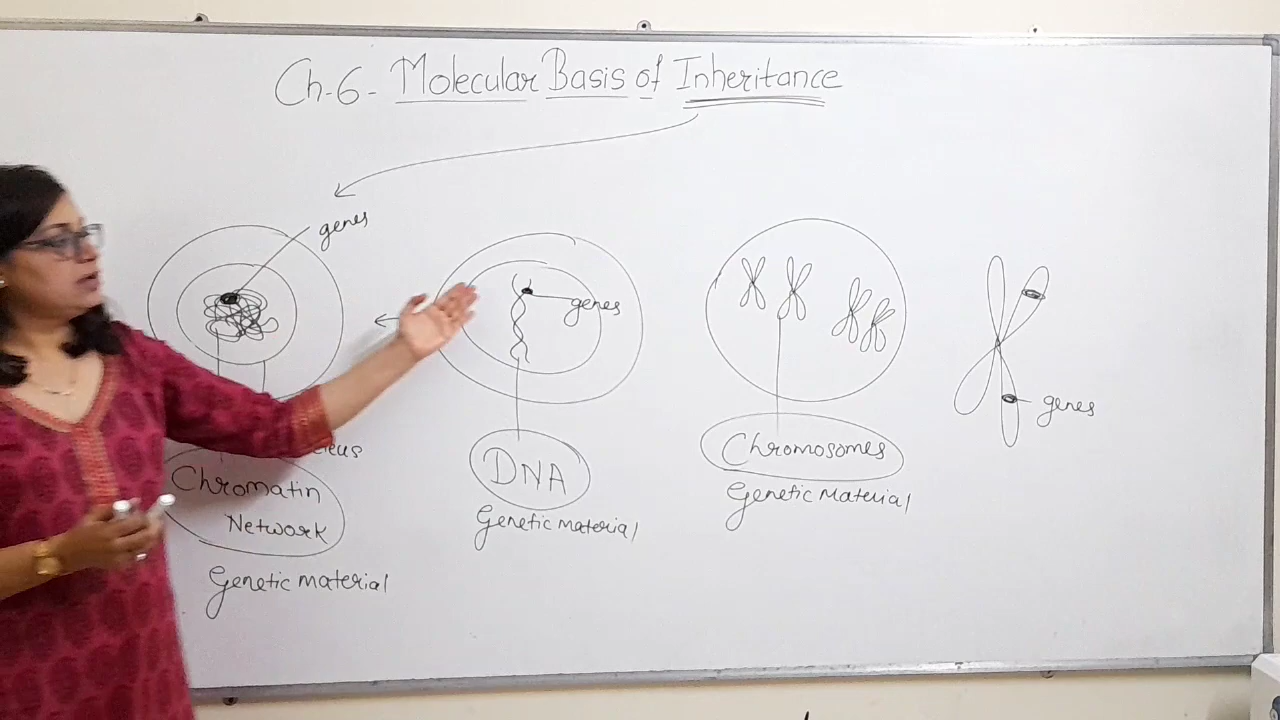 Ch-6- Molecular Basis of Inheritance
genes
genes
genes
Chromatin
Network
Genetic material
DNA
Genetic material
Chromosomes
Genetic Material